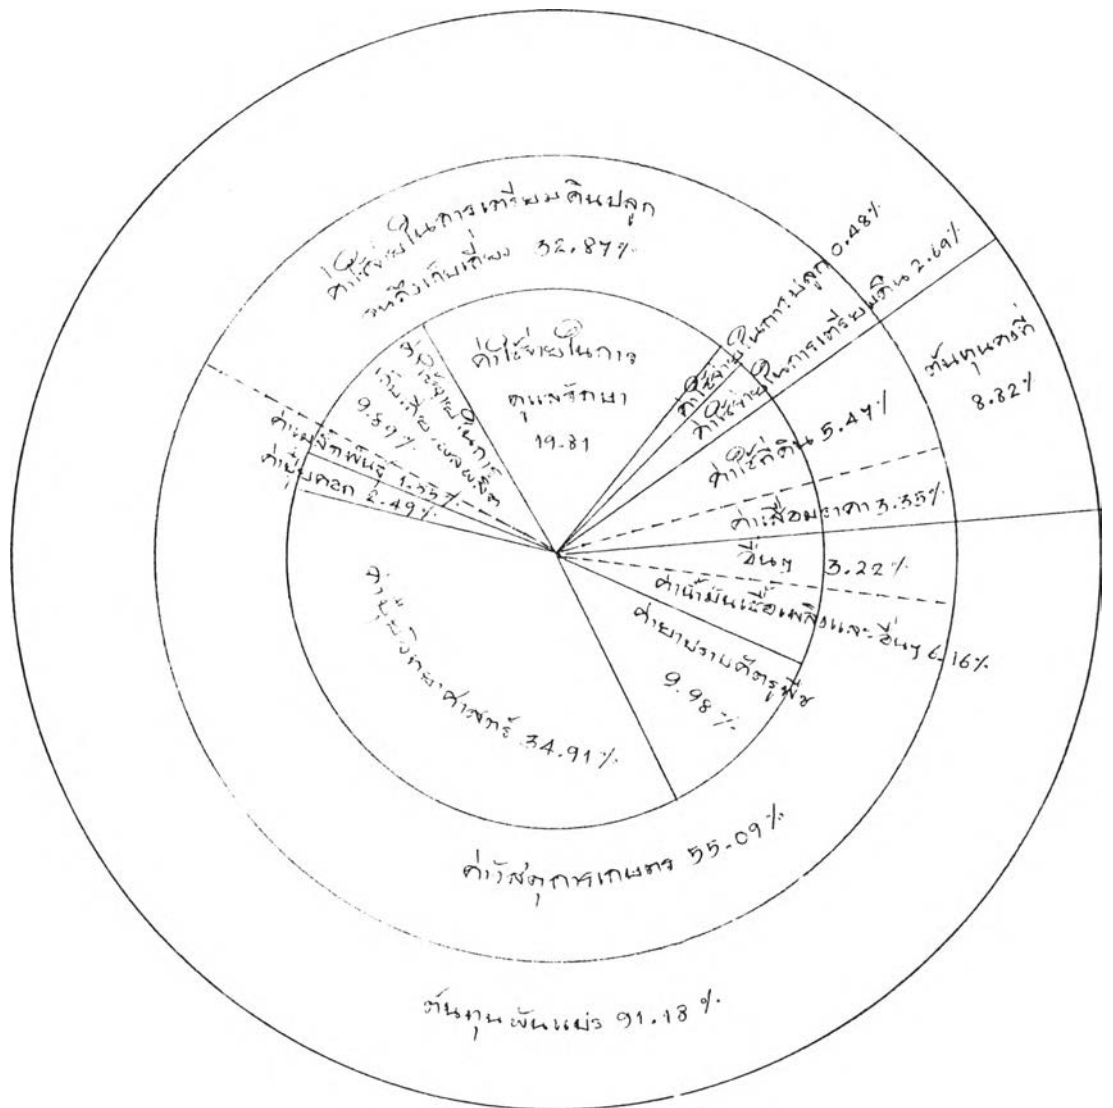 ค่าใช้จ่ายในการเตรียมดินปลูก
จนถึงเก็บเกี่ยว 32.87%
ค่าใช้จ่ายในการปลูก 0.48%
ค่าใช้จ่ายในการเตรียมดิน 2.69%
ต้นทุนคงที่
8.82%
ค่าใช้จ่ายในการ
ดูแลรักษา
19.81
ค่าใช้จ่ายในการ
เก็บเกี่ยวผลผลิต
9.89%
ค่าใช้ที่ดิน 5.47%
ค่าเมล็ดพันธุ์ 1.55%
ค่าปุ๋ยคอก 2.49%
ค่าเสื่อมราคา 3.35%
อื่นๆ 3.22%
ค่าน้ำมันเชื้อเพลิงและอื่นๆ 6.16%
ค่ายาปราบศัตรูพืช
9.98%
ค่าปุ๋ยวิทยาศาสตร์ 34.91%
ค่าวัสดุการเกษตร 55.09%
ต้นทุนผันแปร 91.18%